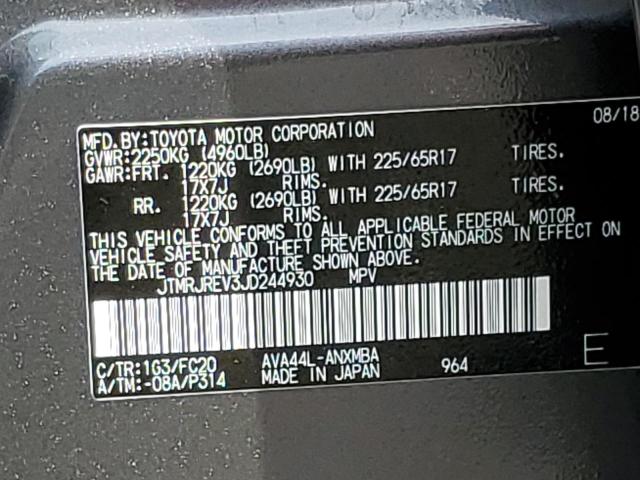 08/18
MFD.BY:TOYOTA MOTOR CORPORATION
GVWR:2250KG (4960LB)
GAWR:FRT. 1220KG (2690LB) WITH 225/65R17 TIRES.
17X7J RIMS.
RR. 1220KG (2690LB) WITH 225/65R17 TIRES.
17X7J RIMS.
THIS VEHICLE CONFORMS TO ALL APPLICABLE FEDERAL MOTOR
VEHICLE SAFETY AND THEFT PREVENTION STANDARDS IN EFFECT ON
THE DATE OF MANUFACTURE SHOWN ABOVE.
JTMRJREV3JD244930 MPV
C/TR:1G3/FC20 AVA44L-ANXMBA 964 E
A/TM:-08A/P314 MADE IN JAPAN